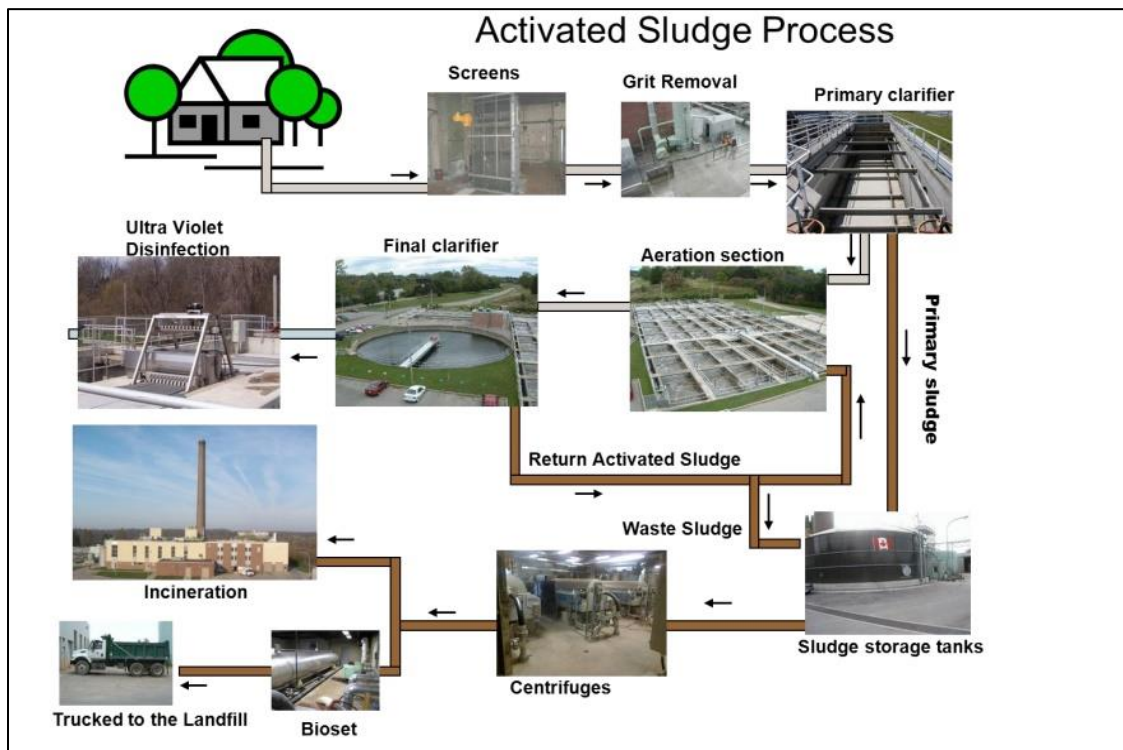 Activated Sludge Process
Screens
Grit Removal
Primary clarifier
Ultra Violet
Disinfection
Final clarifier
Aeration section
Primary sludge
Return Activated Sludge
Waste Sludge
Incineration
Sludge storage tanks
Centrifuges
Trucked to the Landfill
Bioset